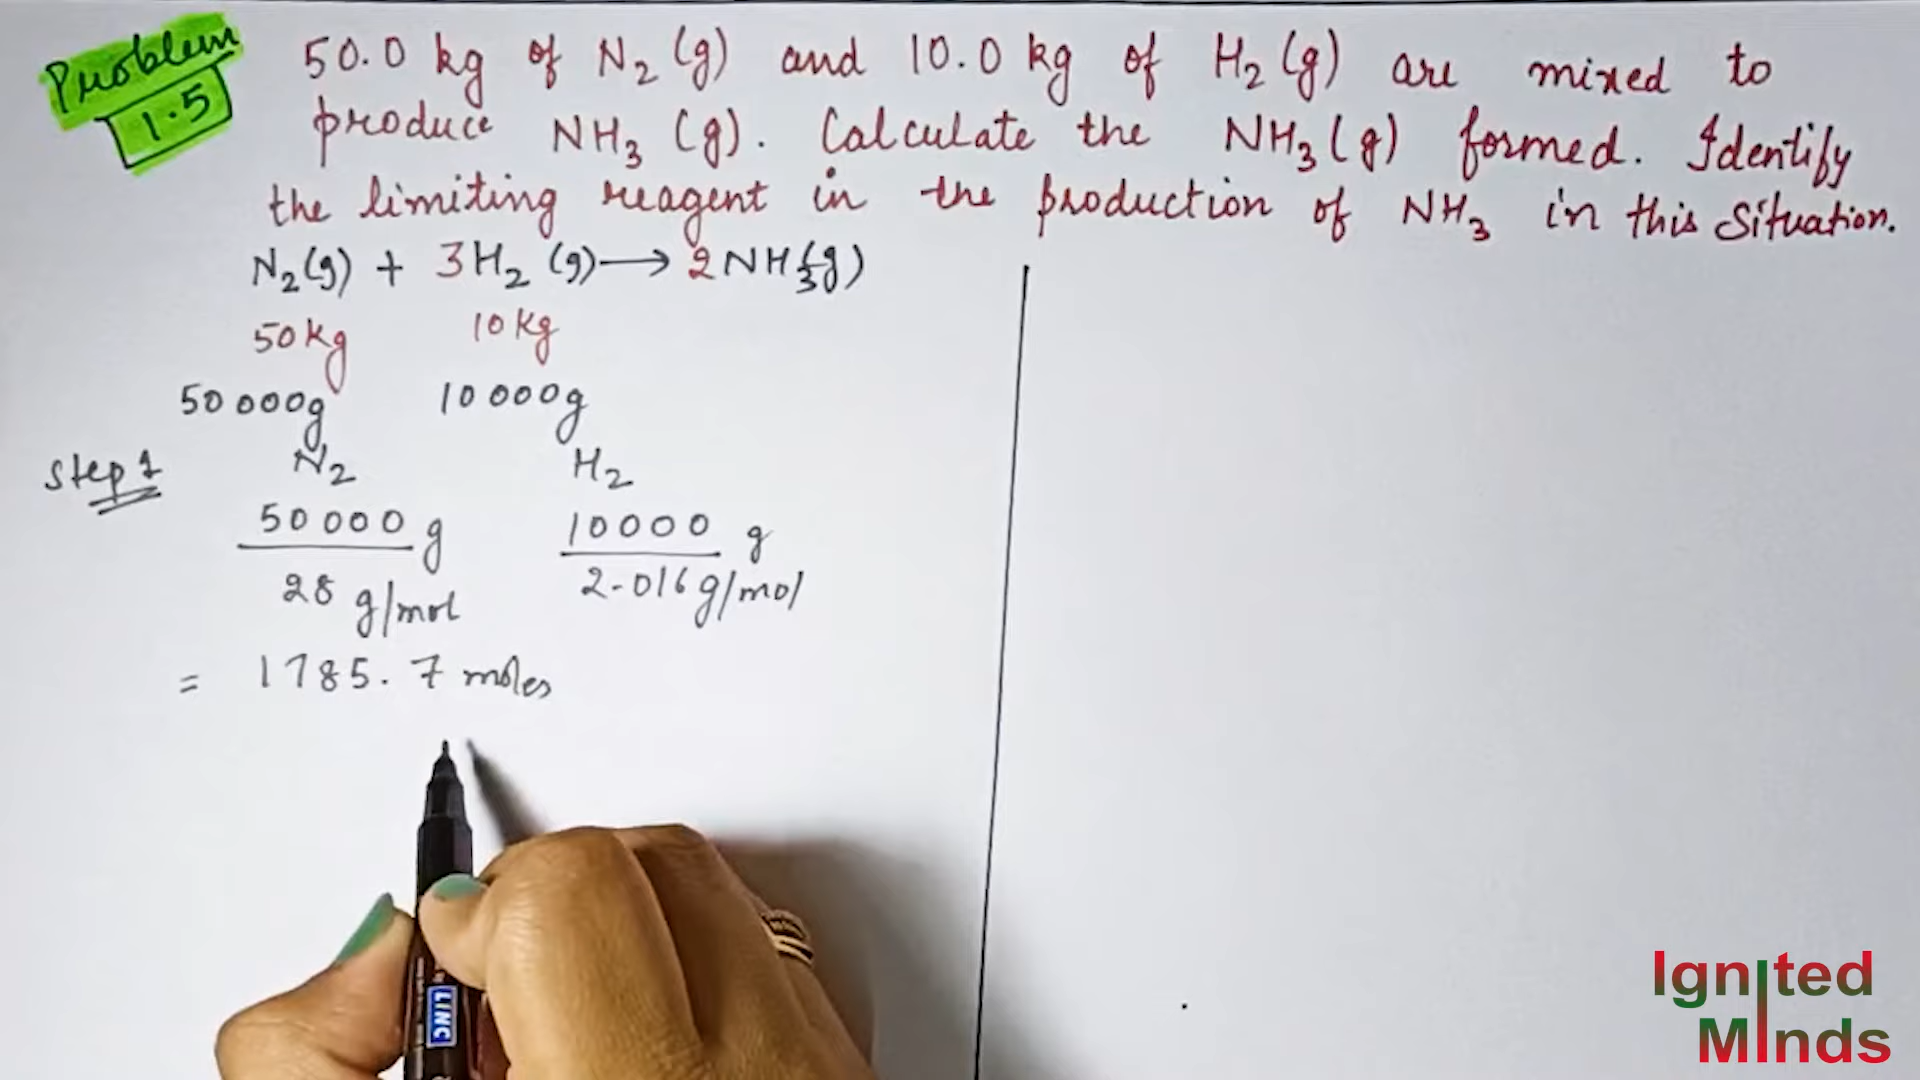 Problem 1.5
50.0 kg of N₂ (g) and 10.0 kg of H₂ (g) are mixed to
produce NH₃ (g). Calculate the NH₃ (g) formed. Identify
the limiting reagent in the production of NH₃ in this Situation.
N₂(g) + 3H₂ (g) → 2NH₃(g)
50kg 10kg
50000g 10000g
Step 1 N₂ H₂
50000 g 10000 g
28 g/mol 2.016g/mol
= 1785.7 moles
LINC
Ignited
Minds